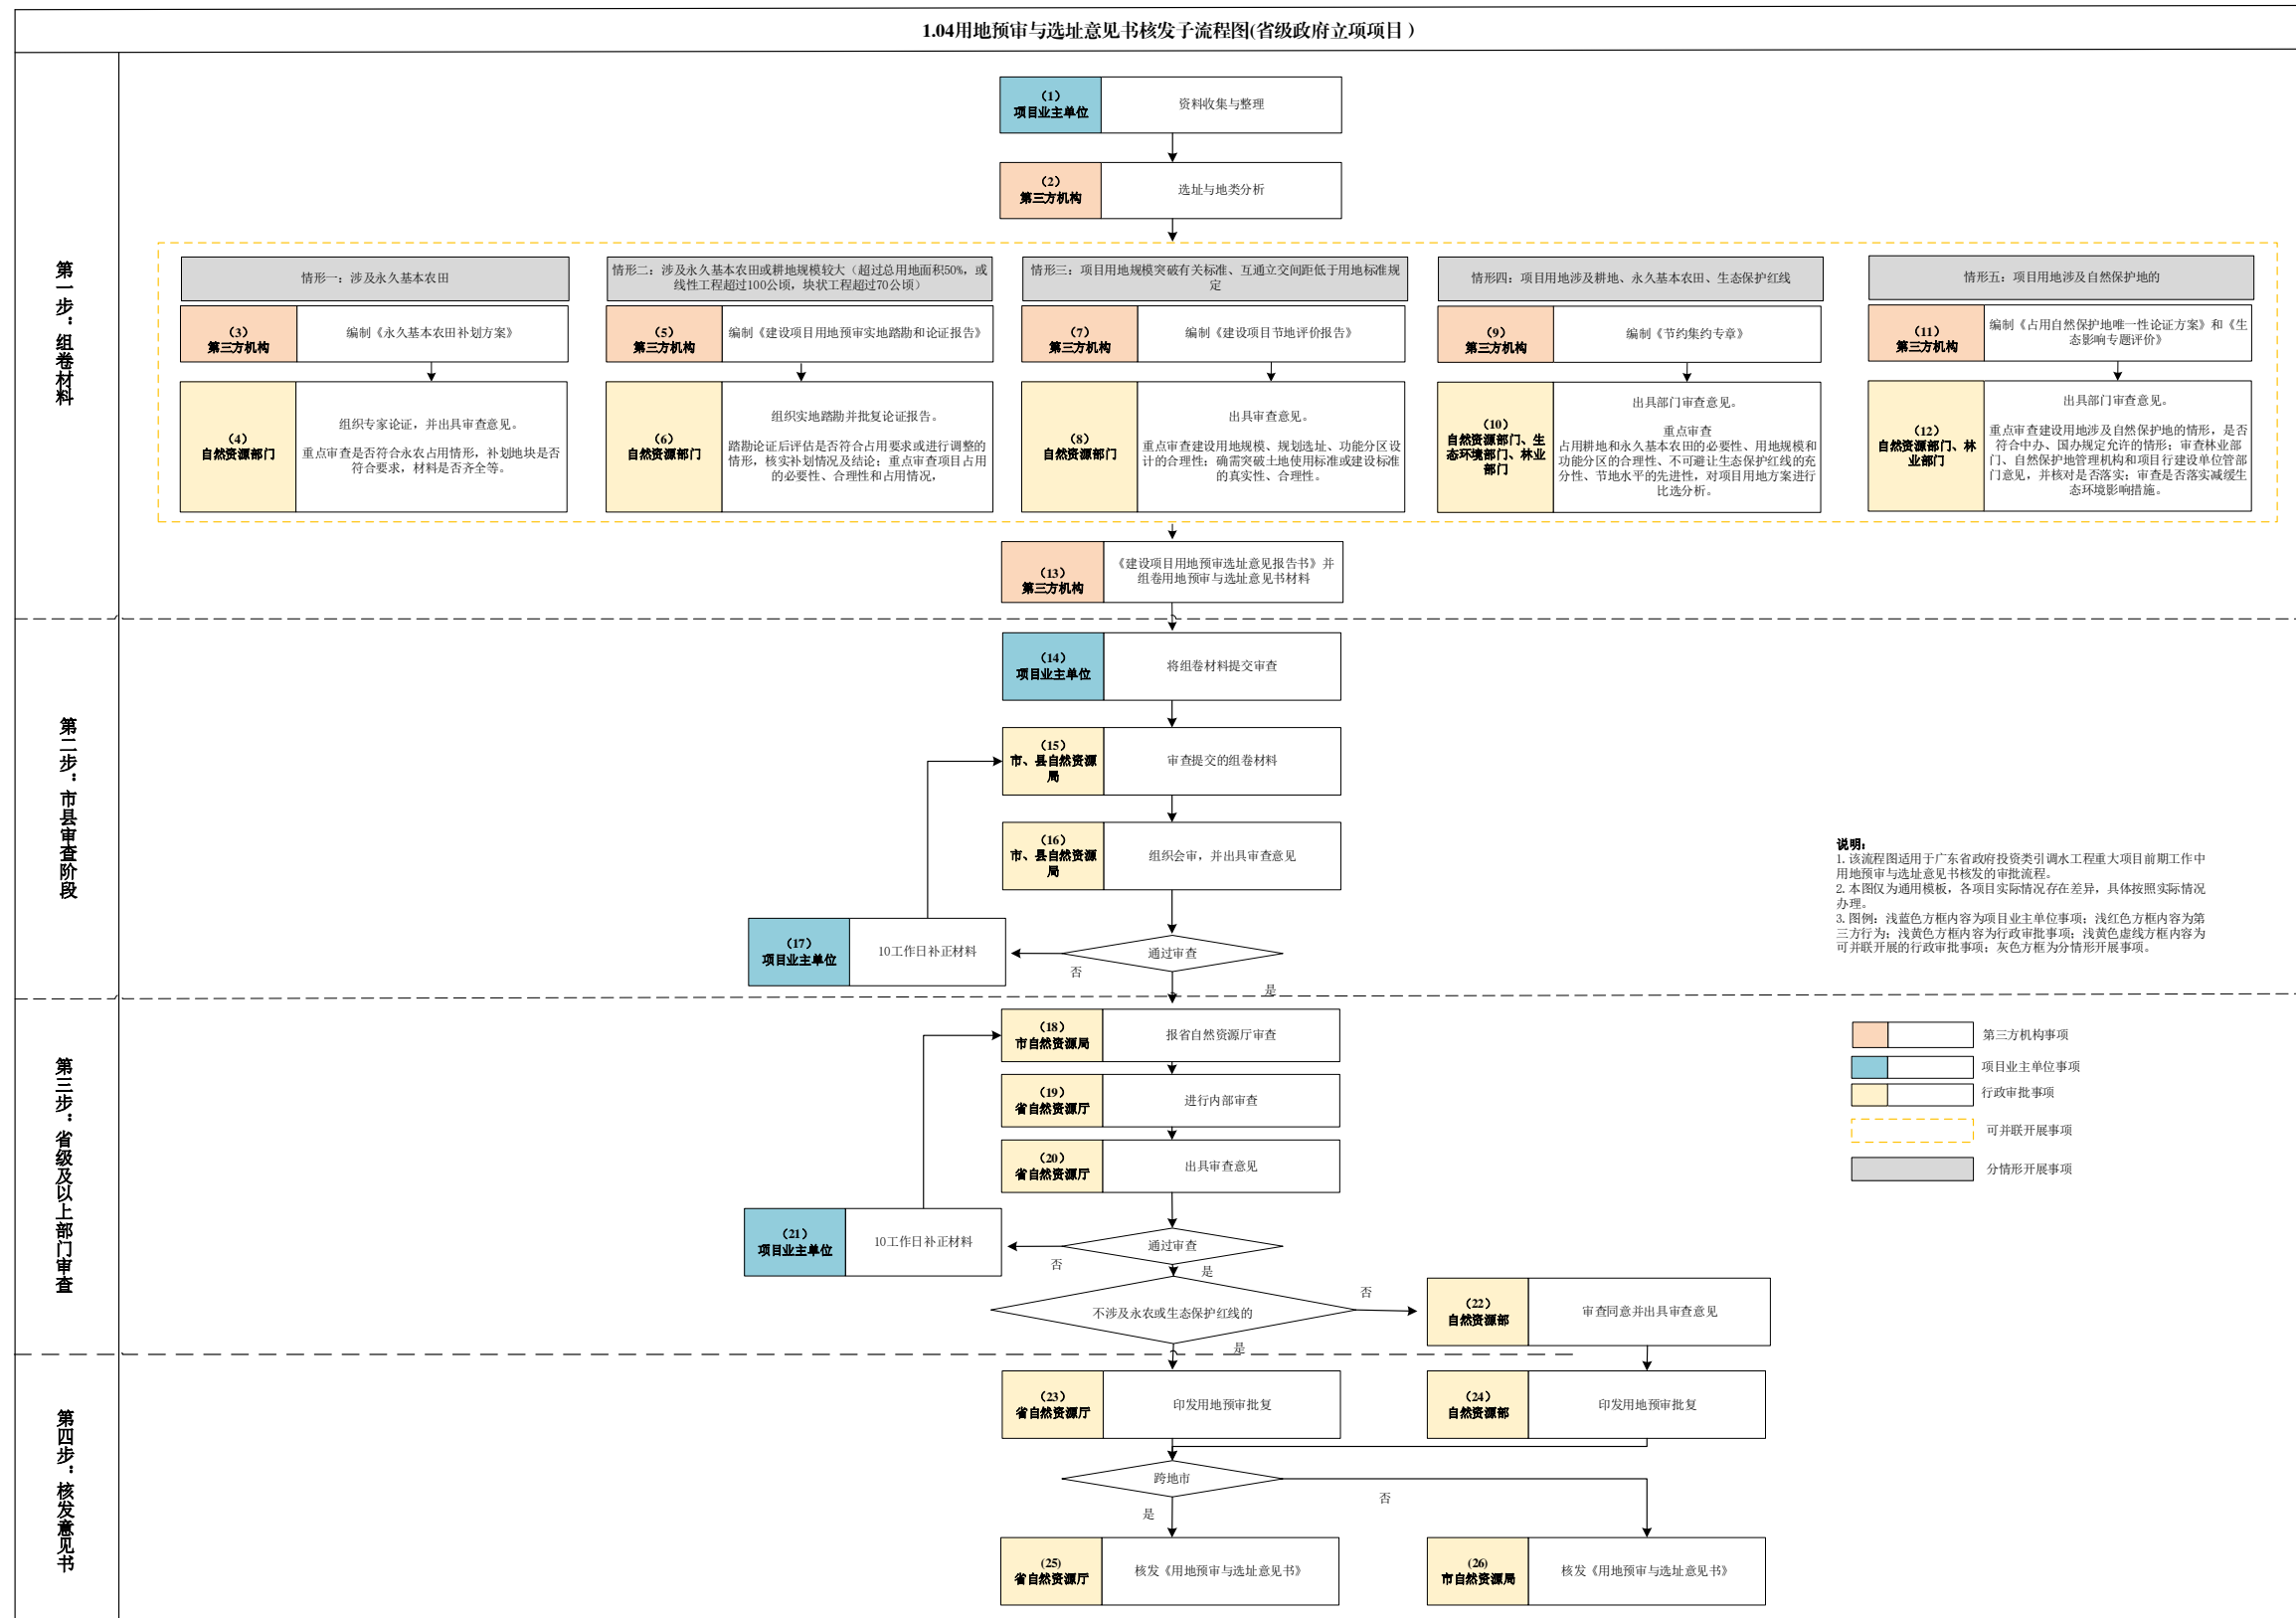 1.04用地预审与选址意见书核发子流程图(省级政府立项项目 )
第一步：组卷材料
（1）
项目业主单位
资料收集与整理
（2）
第三方机构
选址与地类分析
情形一：涉及永久基本农田
（3）
第三方机构
编制《永久基本农田补划方案》
（4）
自然资源部门
组织专家论证，并出具审查意见。
重点审查是否符合永农占用情形，补划地块是否
符合要求，材料是否齐全等。
情形二：涉及永久基本农田或耕地规模较大（超过总用地面积50%，或
线性工程超过100公顷，块状工程超过70公顷）
（5）
第三方机构
编制《建设项目用地预审实地踏勘和论证报告》
（6）
自然资源部门
组织实地踏勘并批复论证报告。
踏勘论证后评估是否符合占用要求或进行调整的
情形，核实补划情况及结论；重点审查项目占用
的必要性、合理性和占用情况，
情形三：项目用地规模突破有关标准、互通立交间距低于用地标准规
定
（7）
第三方机构
编制《建设项目节地评价报告》
（8）
自然资源部门
出具审查意见。
重点审查建设用地规模、规划选址、功能分区设
计的合理性；确需突破土地使用标准或建设标准
的真实性、合理性。
情形四：项目用地涉及耕地、永久基本农田、生态保护红线
（9）
第三方机构
编制《节约集约专章》
（10）
自然资源部门、生
态环境部门、林业
部门
出具部门审查意见。
重点审查
占用耕地和永久基本农田的必要性、用地规模和
功能分区的合理性、不可避让生态保护红线的充
分性、节地水平的先进性，对项目用地方案进行
比选分析。
情形五：项目用地涉及自然保护地的
（11）
第三方机构
编制《占用自然保护地唯一性论证方案》和《生
态影响专题评价》
（12）
自然资源部门、林
业部门
出具部门审查意见。
重点审查建设用地涉及自然保护地的情形，是否
符合中办、国办规定允许的情形；审查林业部
门、自然保护地管理机构和项目行建设单位管部
门意见，并核对是否落实；审查是否落实减缓生
态环境影响措施。
（13）
第三方机构
《建设项目用地预审选址意见报告书》并
组卷用地预审与选址意见书材料
第二步：市县审查阶段
（14）
项目业主单位
将组卷材料提交审查
（15）
市、县自然资源
局
审查提交的组卷材料
（16）
市、县自然资源
局
组织会审，并出具审查意见
（17）
项目业主单位
10工作日补正材料
通过审查
否
是
说明:
1. 该流程图适用于广东省政府投资类引调水工程重大项目前期工作中
用地预审与选址意见书核发的审批流程。
2. 本图仅为通用模板，各项目实际情况存在差异，具体按照实际情况
办理。
3. 图例：浅蓝色方框内容为项目业主单位事项；浅红色方框内容为第
三方行为；浅黄色方框内容为行政审批事项；浅黄色虚线方框内容为
可并联开展的行政审批事项；灰色方框为分情形开展事项。
第三方机构事项
项目业主单位事项
行政审批事项
可并联开展事项
分情形开展事项
第三步：省级及以上部门审查
（18）
市自然资源局
报省自然资源厅审查
（19）
省自然资源厅
进行内部审查
（20）
省自然资源厅
出具审查意见
（21）
项目业主单位
10工作日补正材料
通过审查
否
是
不涉及永农或生态保护红线的
否
是
（22）
自然资源部
审查同意并出具审查意见
第四步：核发意见书
（23）
省自然资源厅
印发用地预审批复
（24）
自然资源部
印发用地预审批复
跨地市
是
否
（25）
省自然资源厅
核发《用地预审与选址意见书》
（26）
市自然资源局
核发《用地预审与选址意见书》